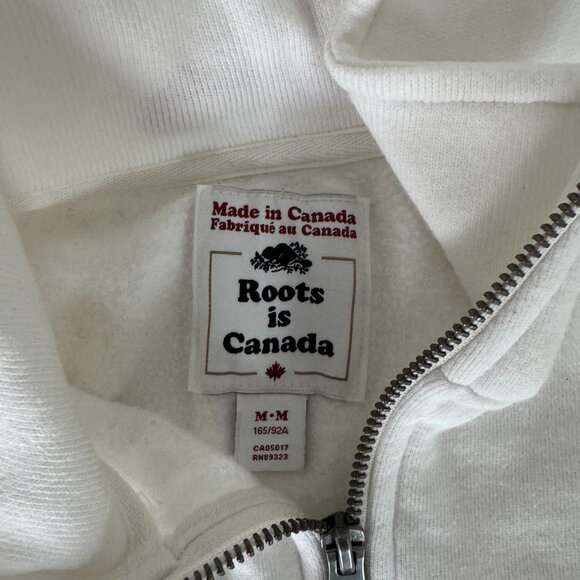 Made in Canada
Fabriqué au Canada
Roots
is
Canada
M•M
165/92A
CA05017
RN89323